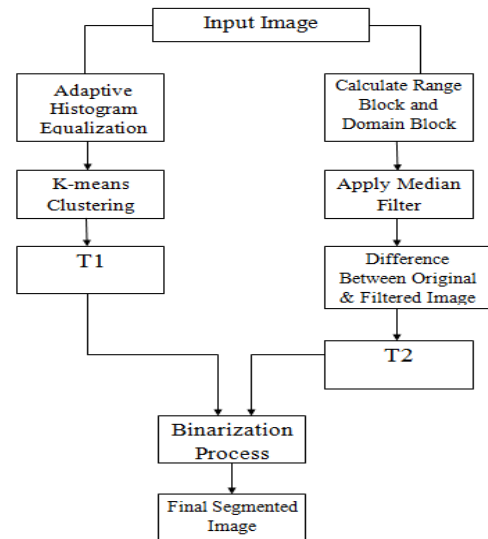 Input Image
Adaptive
Histogram
Equalization
Calculate Range
Block and
Domain Block
K-means
Clustering
Apply Median
Filter
T1
Difference
Between Original
& Filtered Image
T2
Binarization
Process
Final Segmented
Image